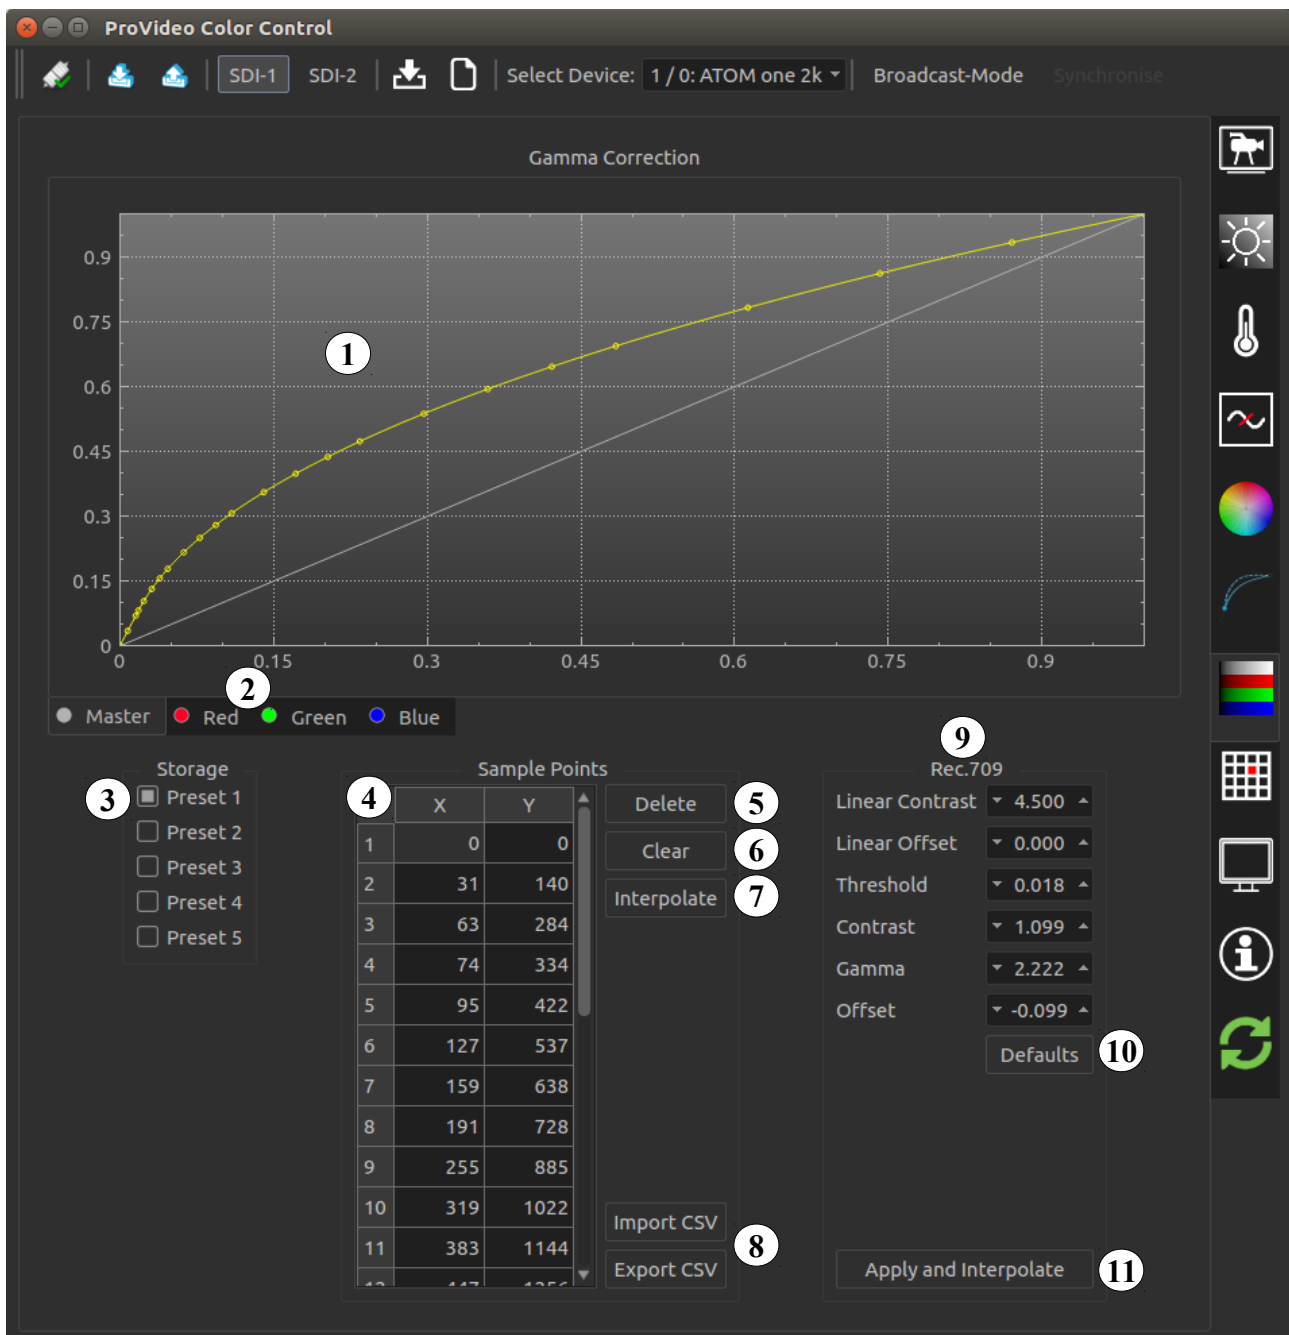 ProVideo Color Control
SDI-1 SDI-2 Select Device: 1 / 0: ATOM one 2k Broadcast-Mode Synchronise
Gamma Correction
0.9
0.75
0.6
0.45
0.3
0.15
0
0 0.15 0.3 0.45 0.6 0.75 0.9
1
2
Master Red Green Blue
3
Storage
Preset 1
Preset 2
Preset 3
Preset 4
Preset 5
4
Sample Points
X Y
1 0 0
2 31 140
3 63 284
4 74 334
5 95 422
6 127 537
7 159 638
8 191 728
9 255 885
10 319 1022
11 383 1144
Delete 5
Clear 6
Interpolate 7
Import CSV
8
Export CSV
9
Rec.709
Linear Contrast 4.500
Linear Offset 0.000
Threshold 0.018
Contrast 1.099
Gamma 2.222
Offset -0.099
Defaults 10
Apply and Interpolate 11